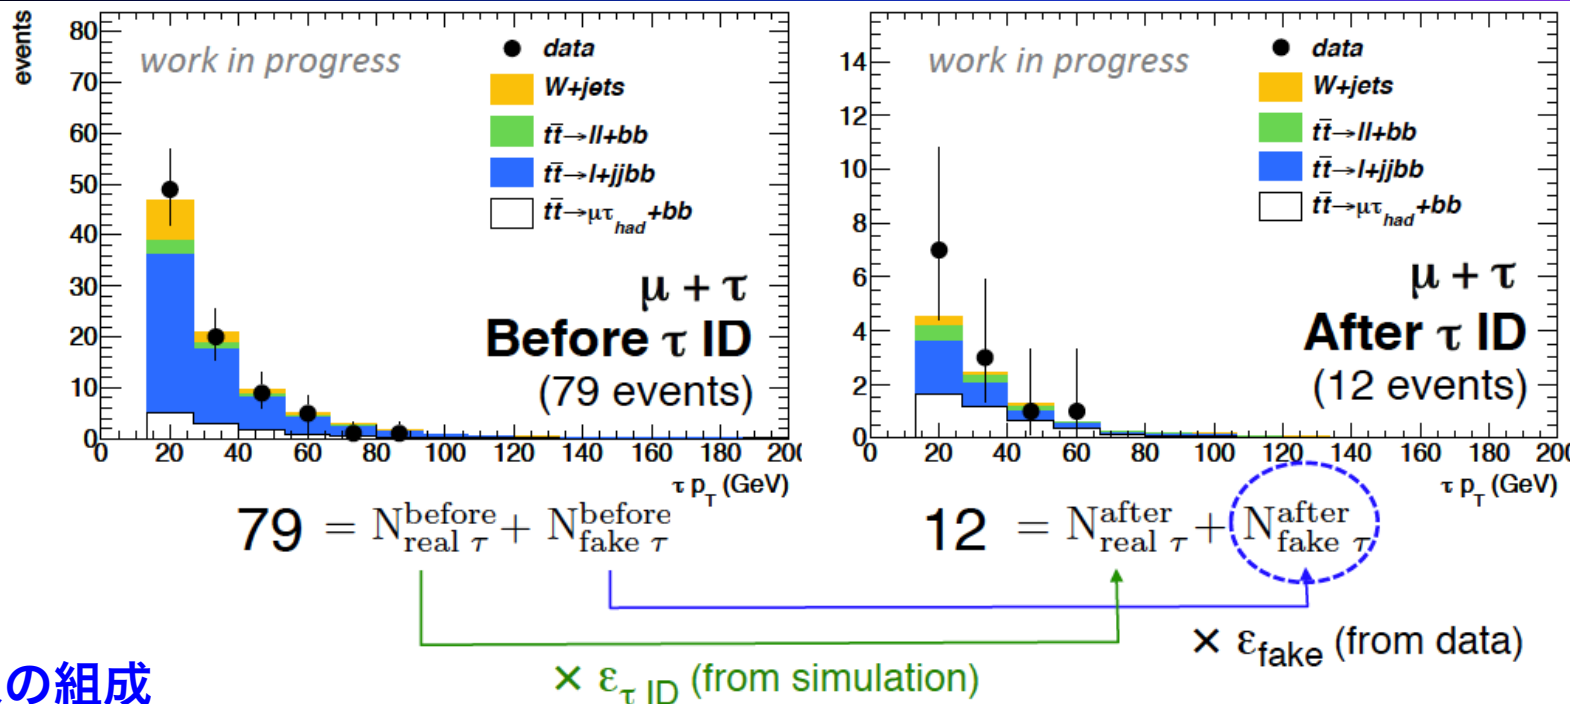 events
80
70
60
50
40
30
20
10
0
work in progress
data
W+jets
tt̄→ll+bb
tt̄→l+jjbb
tt̄→μτhad+bb
μ + τ
Before τ ID
(79 events)
0 20 40 60 80 100 120 140 160 180 200
τ pT (GeV)
14
12
10
8
6
4
2
0
work in progress
data
W+jets
tt̄→ll+bb
tt̄→l+jjbb
tt̄→μτhad+bb
μ + τ
After τ ID
(12 events)
0 20 40 60 80 100 120 140 160 180 20
τ pT (GeV)
79 = N^before_real τ + N^before_fake τ
12 = N^after_real τ + N^after_fake τ
× εfake (from data)
× ετ ID (from simulation)
の組成